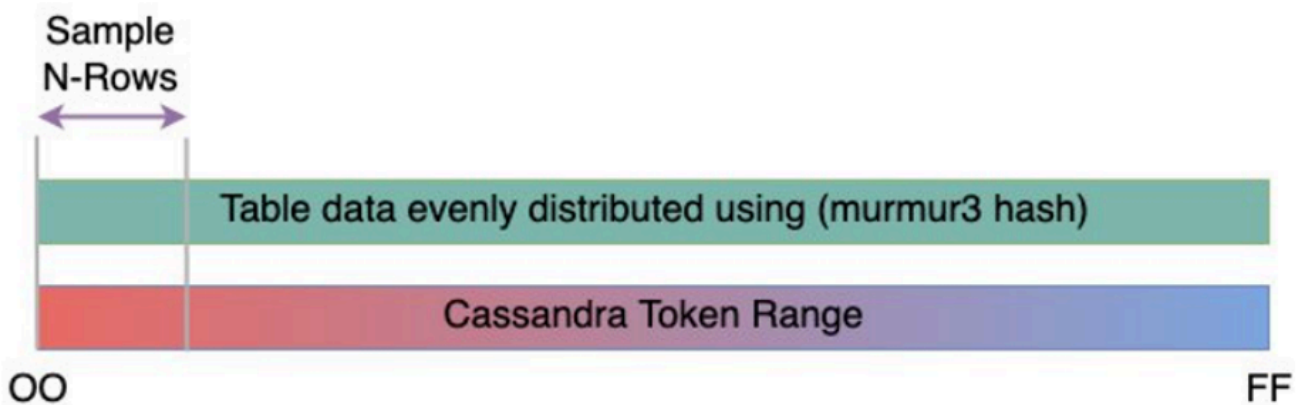 Sample
N-Rows
Table data evenly distributed using (murmur3 hash)
Cassandra Token Range
OO
FF